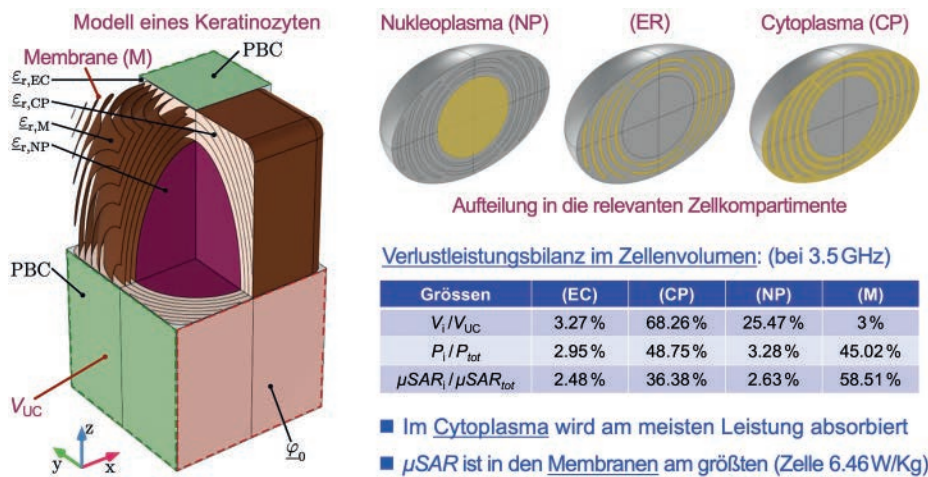 Modell eines Keratinozyten
Membrane (M)
PBC
ε_r,EC
ε_r,CP
ε_r,M
ε_r,NP
PBC
V_UC
φ_0
z
y
x
Nukleoplasma (NP)
(ER)
Cytoplasma (CP)
Aufteilung in die relevanten Zellkompartimente
Verlustleistungsbilanz im Zellenvolumen: (bei 3.5 GHz)
Grössen (EC) (CP) (NP) (M)
V_i/V_UC 3.27 % 68.26 % 25.47 % 3 %
P_i/P_tot 2.95 % 48.75 % 3.28 % 45.02 %
μSAR_i/μSAR_tot 2.48 % 36.38 % 2.63 % 58.51 %
■ Im Cytoplasma wird am meisten Leistung absorbiert
■ μSAR ist in den Membranen am größten (Zelle 6.46 W/Kg)